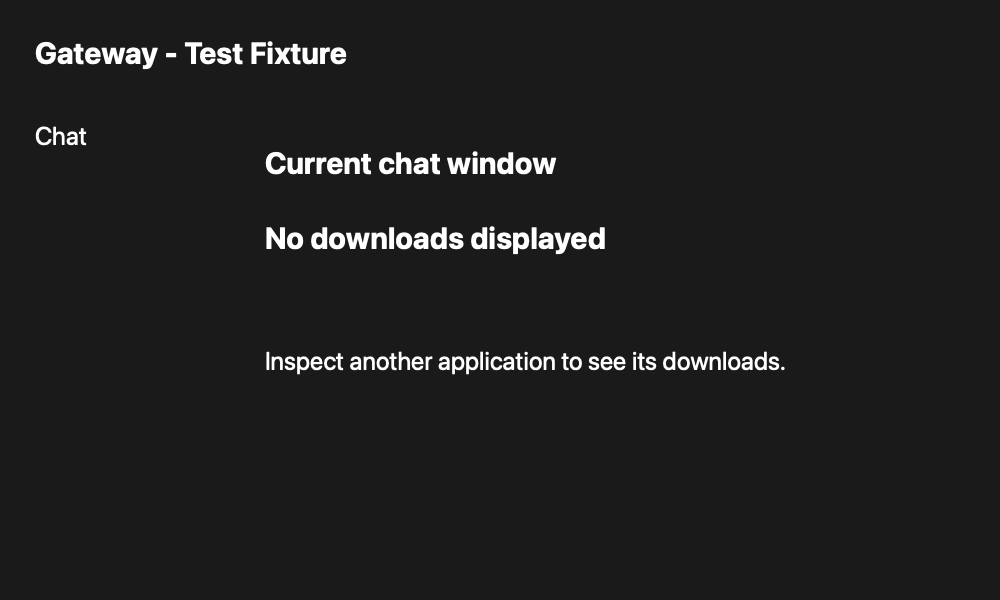 Gateway - Test Fixture
Chat
Current chat window
No downloads displayed
Inspect another application to see its downloads.